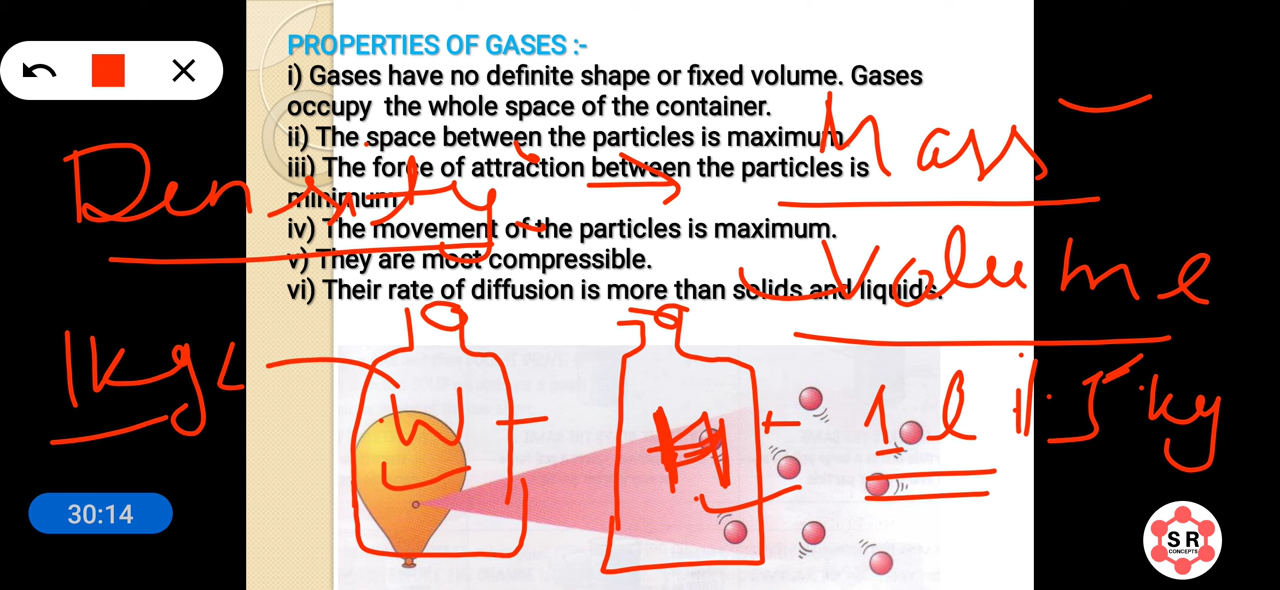 PROPERTIES OF GASES :-
i) Gases have no definite shape or fixed volume. Gases
occupy the whole space of the container.
ii) The space between the particles is maximum.
iii) The force of attraction between the particles is
minimum
iv) The movement of the particles is maximum.
v) They are most compressible.
vi) Their rate of diffusion is more than solids and liquids.
Density → Mass
Volume
1kg
W
H
1 l
kg
30:14
S R
CONCEPTS